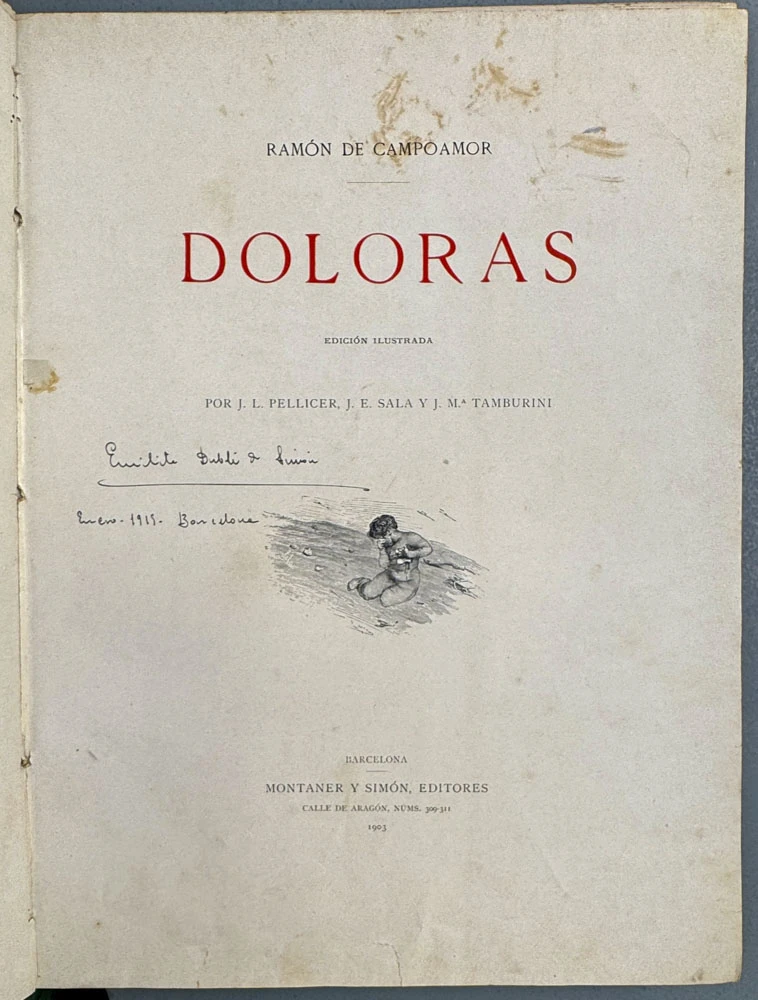 RAMÓN DE CAMPOAMOR
DOLORAS
EDICIÓN ILUSTRADA
POR J. L. PELLICER, J. E. SALA Y J. M.ª TAMBURINI
de
Enero - 1915 - Barcelona
BARCELONA
MONTANER Y SIMÓN, EDITORES
CALLE DE ARAGÓN, NÚMS. 309-311
1903